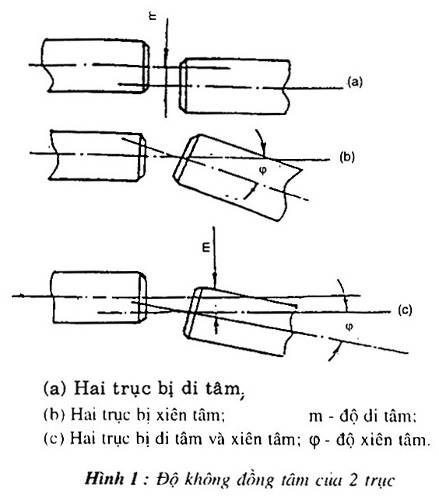 m
(a)
(b)
φ
m
(c)
φ
(a) Hai trục bị di tâm,
(b) Hai trục bị xiên tâm; m - độ di tâm;
(c) Hai trục bị di tâm và xiên tâm; φ - độ xiên tâm.
Hình 1 : Độ không đồng tâm của 2 trục